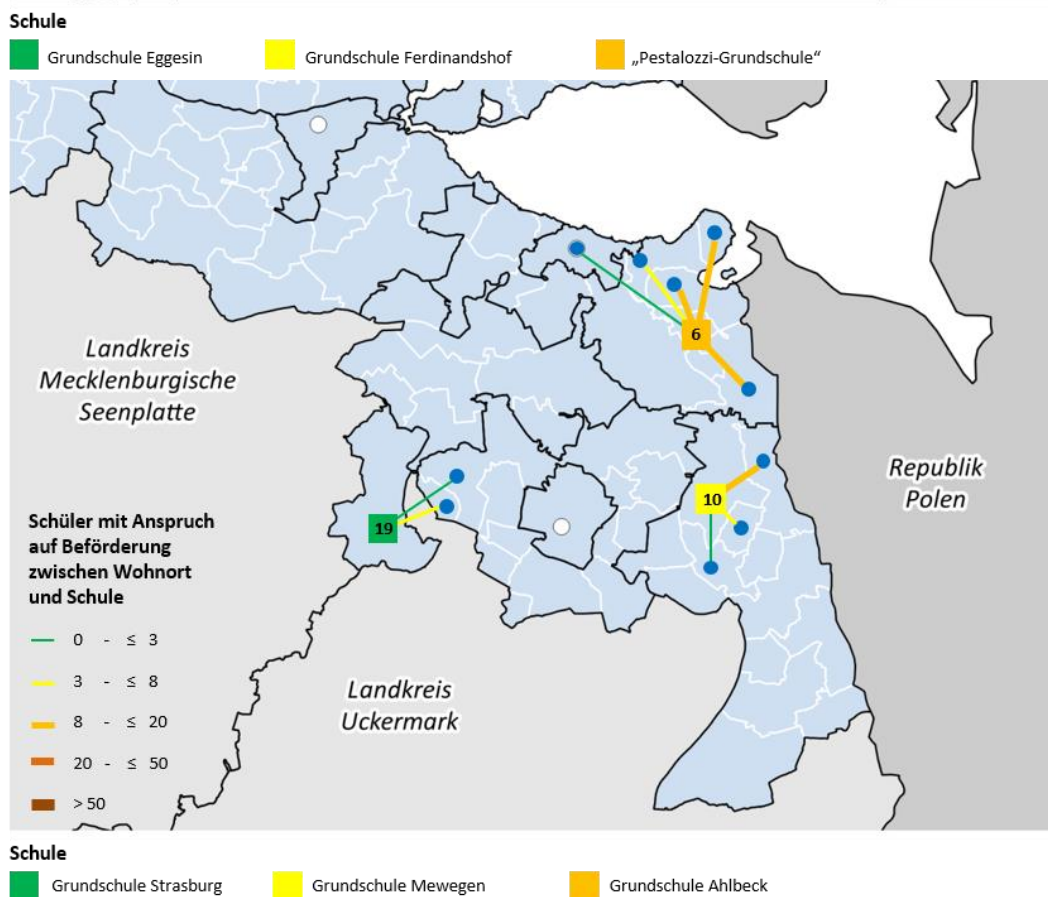 Schule
Grundschule Eggesin
Grundschule Ferdinandshof
„Pestalozzi-Grundschule“
6
Landkreis
Mecklenburgische
Seenplatte
Republik
Polen
10
19
Schüler mit Anspruch
auf Beförderung
zwischen Wohnort
und Schule
0 - ≤ 3
3 - ≤ 8
8 - ≤ 20
20 - ≤ 50
> 50
Landkreis
Uckermark
Schule
Grundschule Strasburg
Grundschule Mewegen
Grundschule Ahlbeck